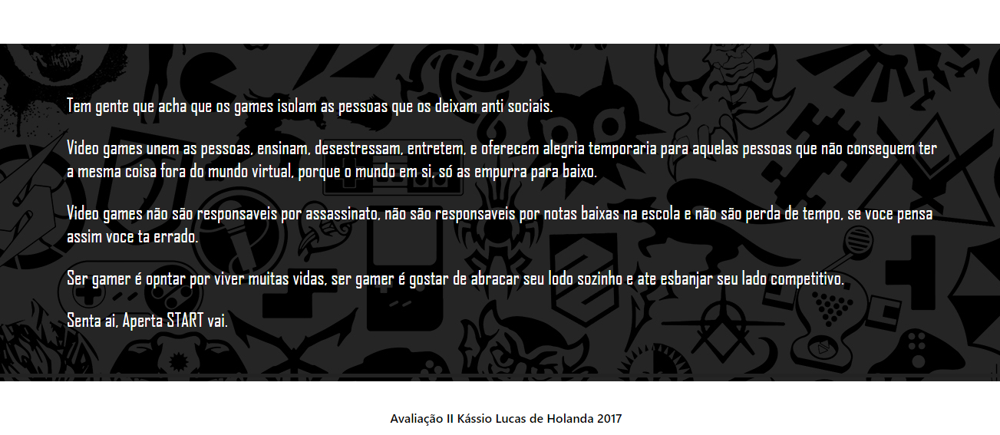 Tem gente que acha que os games isolam as pessoas que os deixam anti sociais.
Video games unem as pessoas, ensinam, desestressam, entretem, e oferecem alegria temporaria para aquelas pessoas que não conseguem ter
a mesma coisa fora do mundo virtual, porque o mundo em si, só as empurra para baixo.
Video games não são responsaveis por assassinato, não são responsaveis por notas baixas na escola e não são perda de tempo, se voce pensa
assim voce ta errado.
Ser gamer é opntar por viver muitas vidas, ser gamer é gostar de abracar seu lodo sozinho e ate esbanjar seu lado competitivo.
Senta ai, Aperta START vai.
Avaliação II Kássio Lucas de Holanda 2017